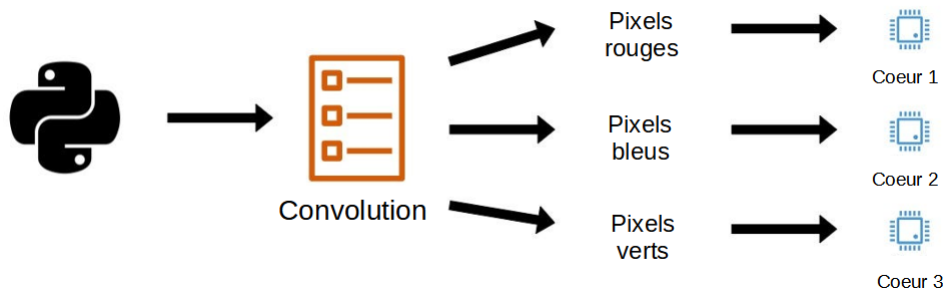 Pixels
rouges
Coeur 1
Convolution
Pixels
bleus
Coeur 2
Pixels
verts
Coeur 3